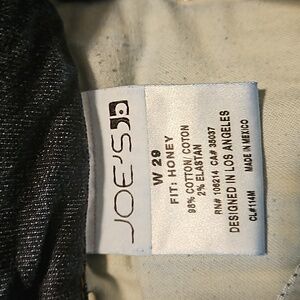 JOE'S
W 29
FIT: HONEY
98% COTTON/ COTON
2% ELASTAN
RN# 106214 CA# 35037
DESIGNED IN LOS ANGELES
CL#114M MADE IN MEXICO